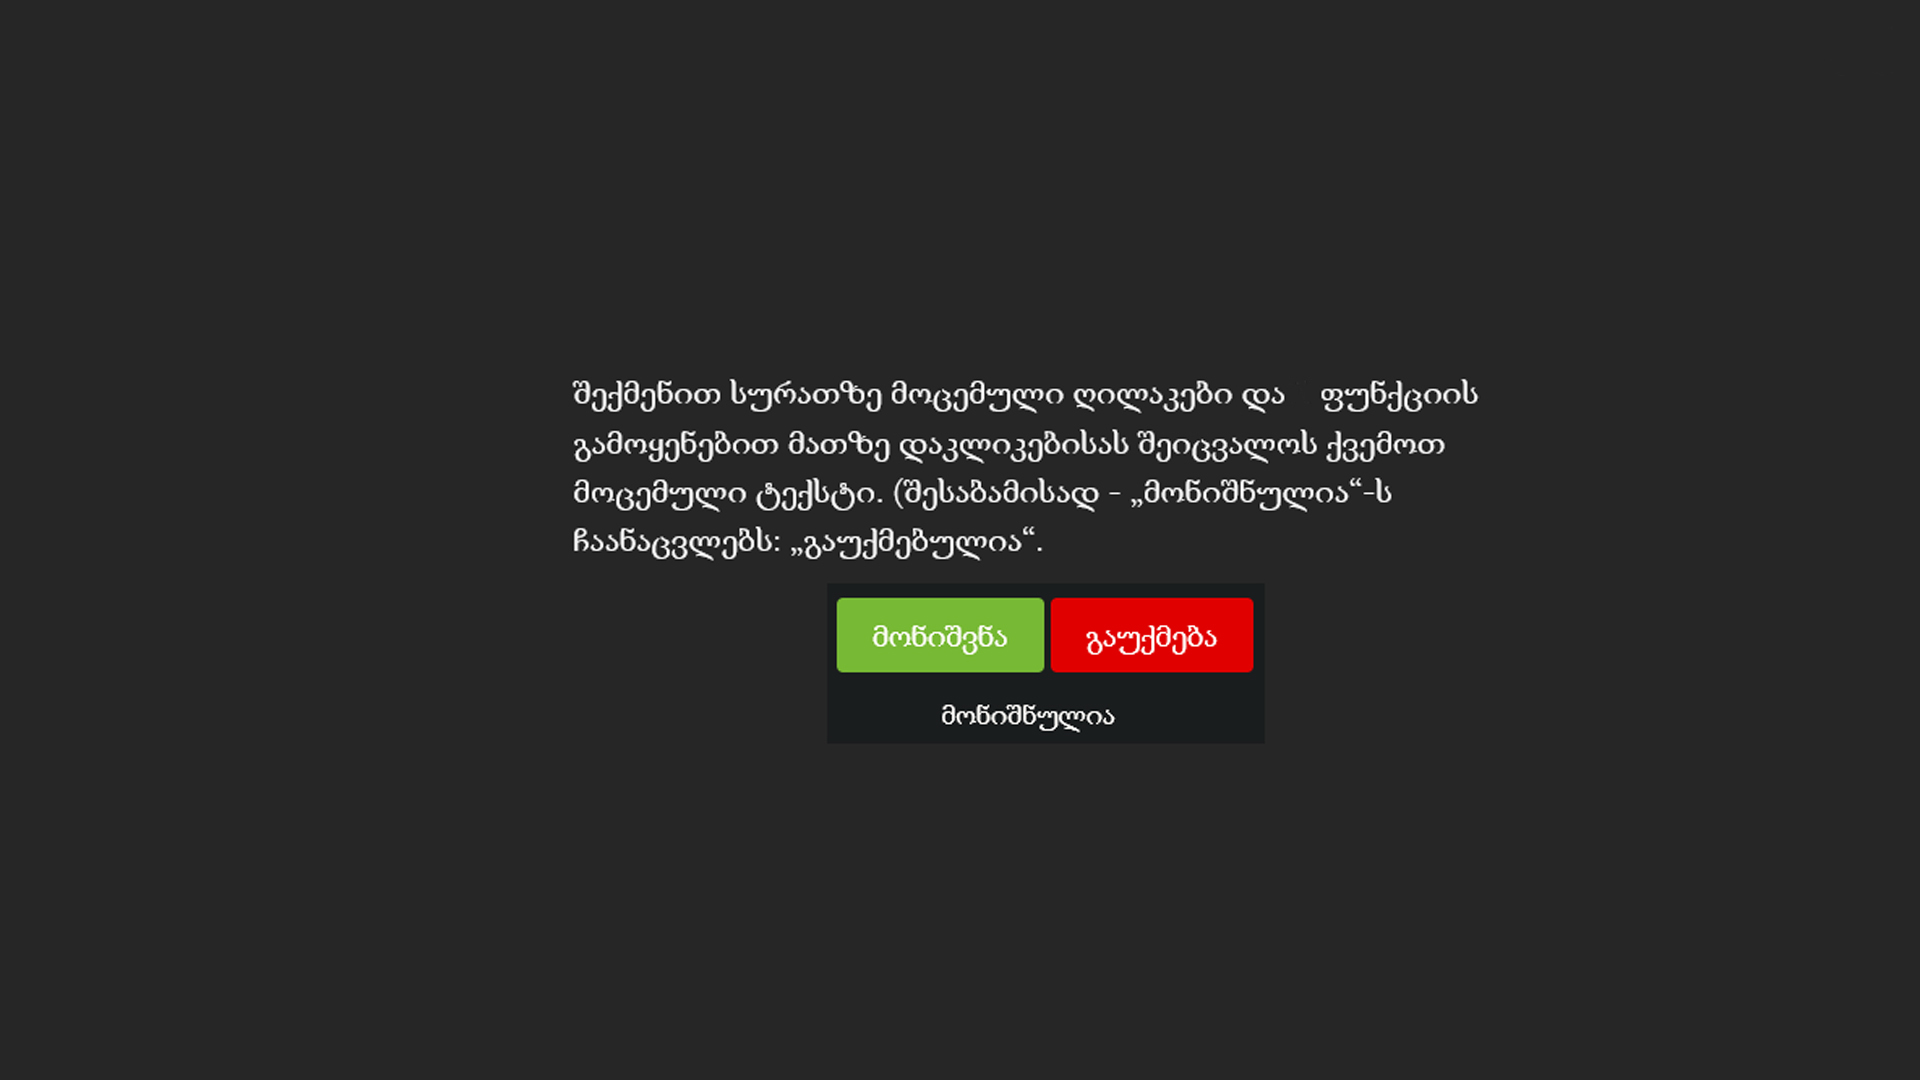 შექმენით სურათზე მოცემული ღილაკები და ფუნქციის
გამოყენებით მათზე დაკლიკებისას შეიცვალოს ქვემოთ
მოცემული ტექსტი. (შესაბამისად - „მონიშნულია“-ს
ჩაანაცვლებს: „გაუქმებულია“.
მონიშვნა გაუქმება
მონიშნულია